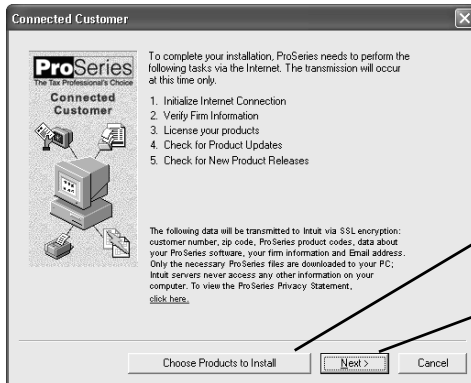 Connected Customer
ProSeries
The Tax Professional's Choice
Connected
Customer
To complete your installation, ProSeries needs to perform the
following tasks via the Internet. The transmission will occur
at this time only.
1. Initialize Internet Connection
2. Verify Firm Information
3. License your products
4. Check for Product Updates
5. Check for New Product Releases
The following data will be transmitted to Intuit via SSL encryption:
customer number, zip code, ProSeries product codes, data about
your ProSeries software, your firm information and Email address.
Only the necessary ProSeries files are downloaded to your PC;
Intuit servers never access any other information on your
computer. To view the ProSeries Privacy Statement,
click here.
Choose Products to Install
Next >
Cancel